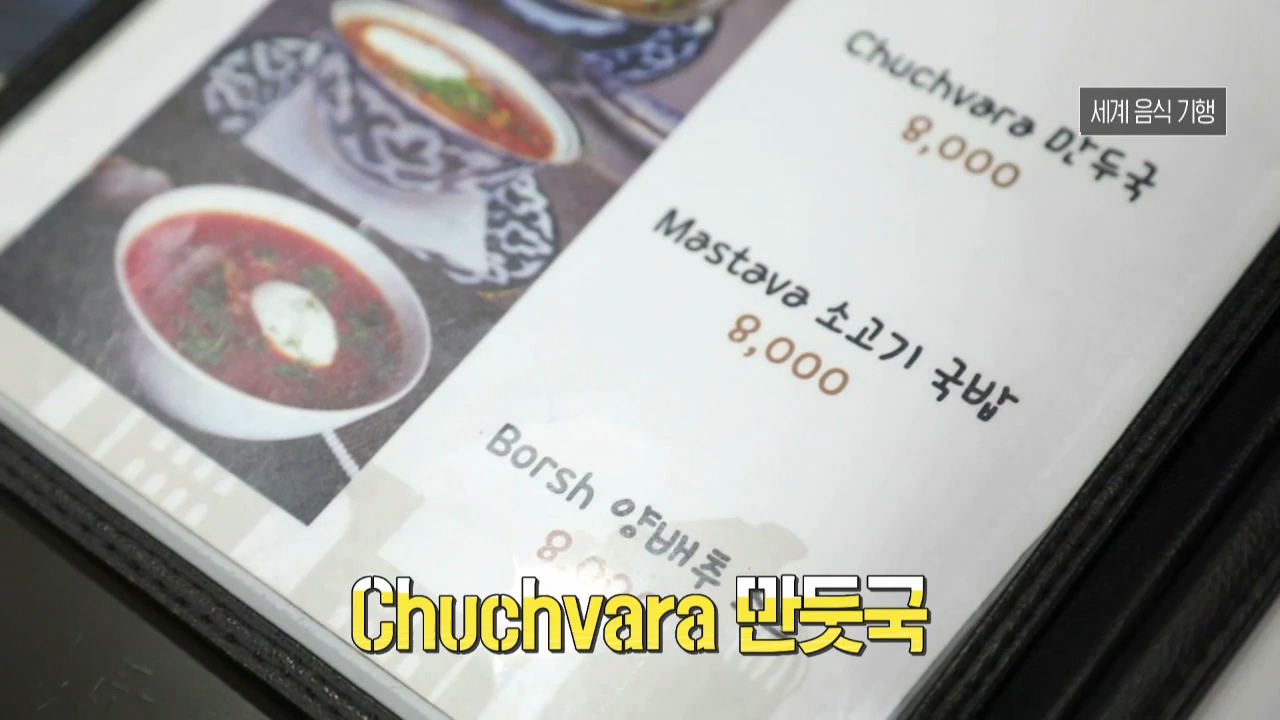 세계 음식 기행
Chuchvara 만두국
8,000
Mastava 소고기 국밥
8,000
Borsh 양배추
Chuchvara 만둣국